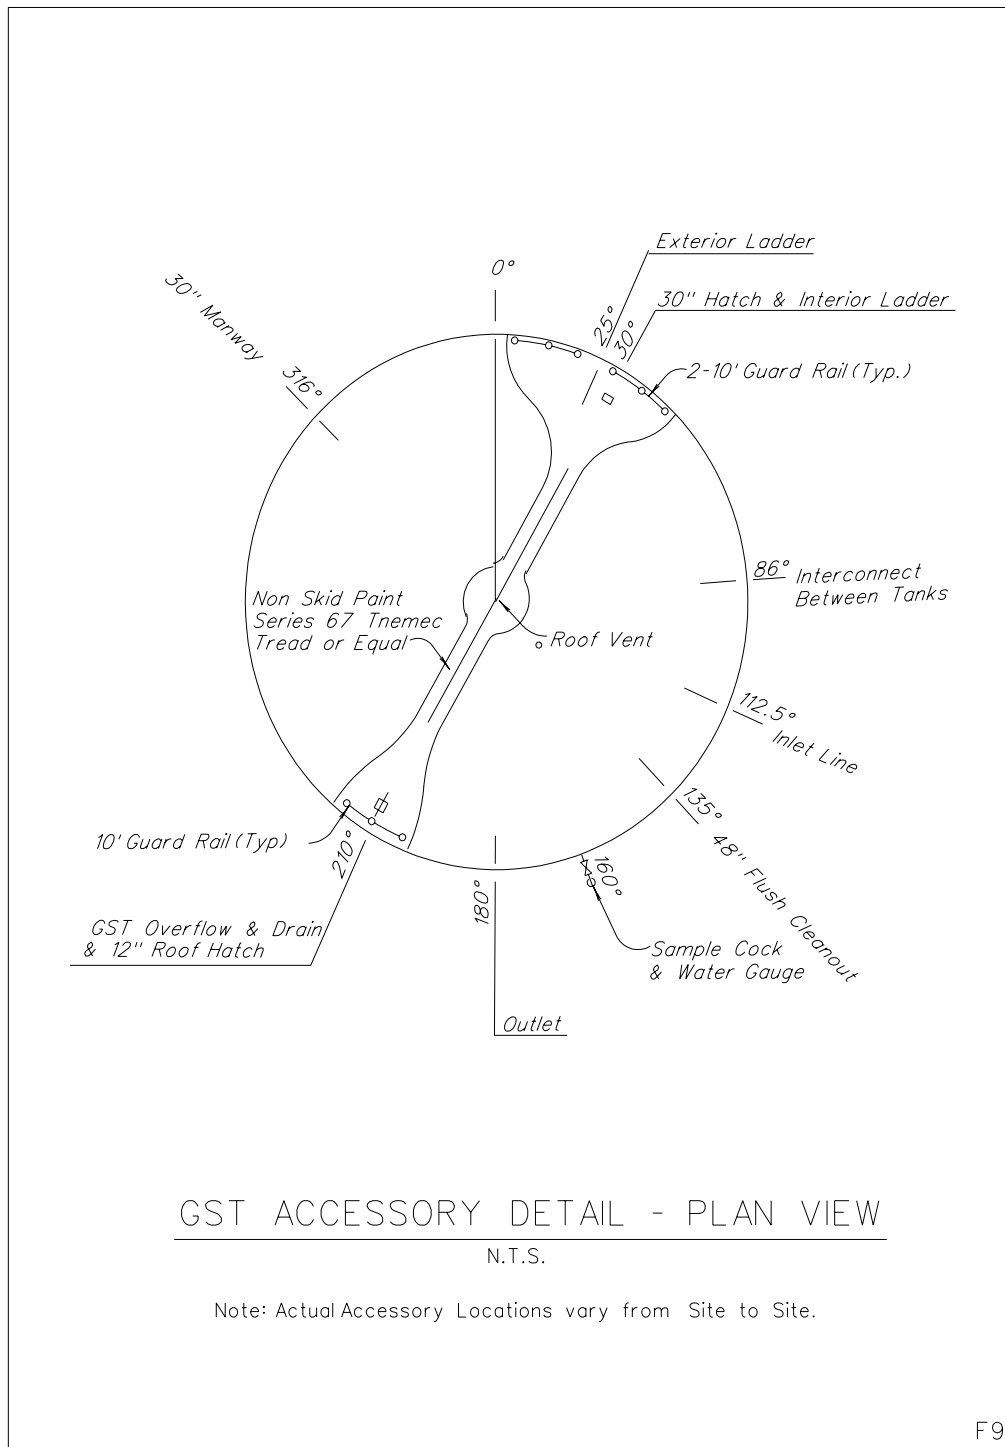 Exterior Ladder
0°
30" Manway
30" Hatch & Interior Ladder
25°
30°
2-10' Guard Rail (Typ.)
316°
86°
Interconnect
Between Tanks
Non Skid Paint
Series 67 Tnemec
Tread or Equal
Roof Vent
112.5°
Inlet Line
135°
48" Flush Cleanout
10' Guard Rail (Typ)
210°
160°
180°
GST Overflow & Drain
& 12" Roof Hatch
Sample Cock
& Water Gauge
Outlet
GST ACCESSORY DETAIL - PLAN VIEW
N.T.S.
Note: Actual Accessory Locations vary from Site to Site.
F9